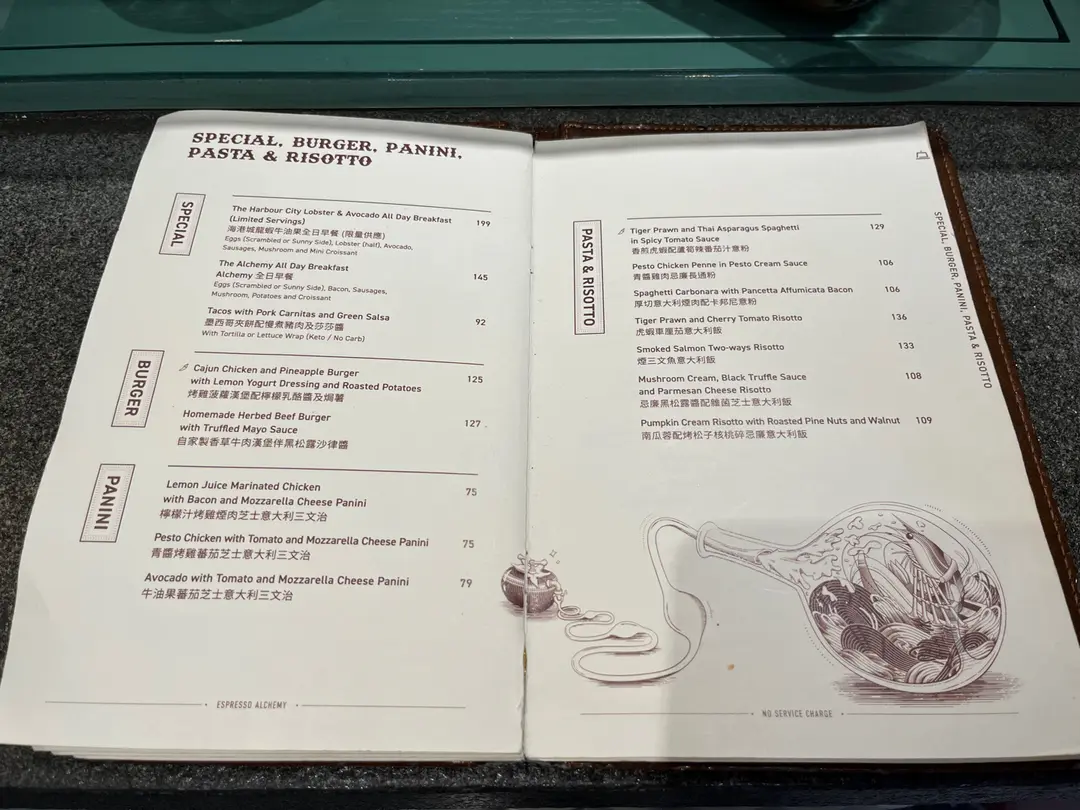 SPECIAL, BURGER, PANINI,
PASTA & RISOTTO
SPECIAL
The Harbour City Lobster & Avocado All Day Breakfast 199
(Limited Servings)
海港城龍蝦牛油果全日早餐 (限量供應)
Eggs (Scrambled or Sunny Side), Lobster (half), Avocado,
Sausages, Mushroom and Mini Croissant
The Alchemy All Day Breakfast 145
Alchemy 全日早餐
Eggs (Scrambled or Sunny Side), Bacon, Sausages,
Mushroom, Potatoes and Croissant
Tacos with Pork Carnitas and Green Salsa 92
墨西哥夾餅配慢煮豬肉及莎莎醬
With Tortilla or Lettuce Wrap (Keto / No Carb)
BURGER
Cajun Chicken and Pineapple Burger 125
with Lemon Yogurt Dressing and Roasted Potatoes
烤雞菠蘿漢堡配檸檬乳酪醬及焗薯
Homemade Herbed Beef Burger 127
with Truffled Mayo Sauce
自家製香草牛肉漢堡伴黑松露沙律醬
PANINI
Lemon Juice Marinated Chicken 75
with Bacon and Mozzarella Cheese Panini
檸檬汁烤雞煙肉芝士意大利三文治
Pesto Chicken with Tomato and Mozzarella Cheese Panini 75
青醬烤雞蕃茄芝士意大利三文治
Avocado with Tomato and Mozzarella Cheese Panini 79
牛油果蕃茄芝士意大利三文治
ESPRESSO ALCHEMY
PASTA & RISOTTO
Tiger Prawn and Thai Asparagus Spaghetti 129
in Spicy Tomato Sauce
香煎虎蝦配蘆筍辣蕃茄汁意粉
Pesto Chicken Penne in Pesto Cream Sauce 106
青醬雞肉忌廉長通粉
Spaghetti Carbonara with Pancetta Affumicata Bacon 106
厚切意大利煙肉配卡邦尼意粉
Tiger Prawn and Cherry Tomato Risotto 136
虎蝦車厘茄意大利飯
Smoked Salmon Two-ways Risotto 133
煙三文魚意大利飯
Mushroom Cream, Black Truffle Sauce 108
and Parmesan Cheese Risotto
忌廉黑松露醬配雜菌芝士意大利飯
Pumpkin Cream Risotto with Roasted Pine Nuts and Walnut 109
南瓜蓉配烤松子核桃碎忌廉意大利飯
SPECIAL, BURGER, PANINI, PASTA & RISOTTO
NO SERVICE CHARGE